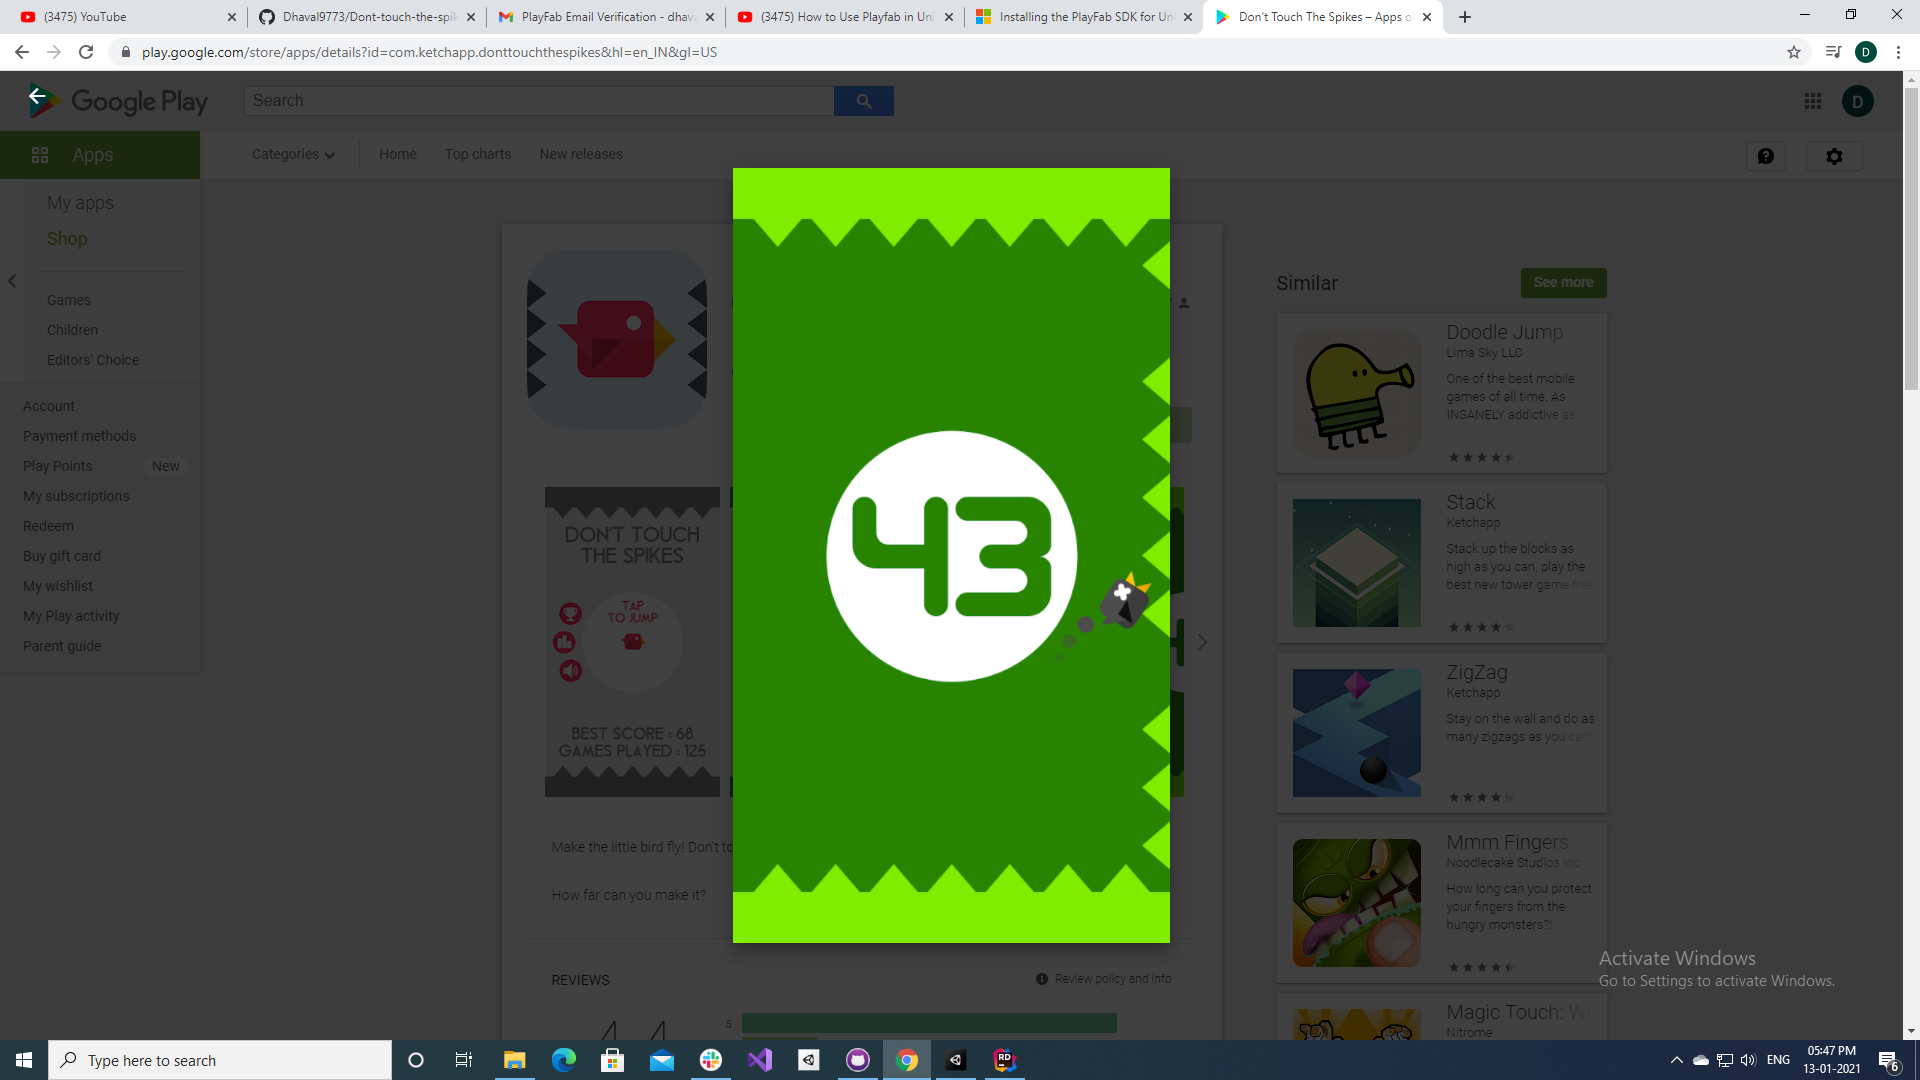 (3475) YouTube
Dhaval9773/Dont-touch-the-spik
PlayFab Email Verification - dhava
(3475) How to Use Playfab in Uni
Installing the PlayFab SDK for Un
Don't Touch The Spikes – Apps o
play.google.com/store/apps/details?id=com.ketchapp.donttouchthespikes&hl=en_IN&gl=US
D
Google Play
Search
D
Apps
Categories
Home
Top charts
New releases
My apps
Shop
Games
Children
Editors' Choice
Account
Payment methods
Play Points
New
My subscriptions
Redeem
Buy gift card
My wishlist
My Play activity
Parent guide
DON'T TOUCH
THE SPIKES
TAP
TO JUMP
BEST SCORE : 68
GAMES PLAYED : 125
43
Make the little bird fly! Don't to
How far can you make it?
REVIEWS
Review policy and info
4.4
5
Similar
See more
Doodle Jump
Lima Sky LLC
One of the best mobile
games of all time. As
INSANELY addictive as
Stack
Ketchapp
Stack up the blocks as
high as you can, play the
best new tower game free
ZigZag
Ketchapp
Stay on the wall and do as
many zigzags as you can
Mmm Fingers
Noodlecake Studios Inc
How long can you protect
your fingers from the
hungry monsters?!
Magic Touch: Wi
Nitrome
Activate Windows
Go to Settings to activate Windows.
Type here to search
RD
ENG
05:47 PM
13-01-2021
6